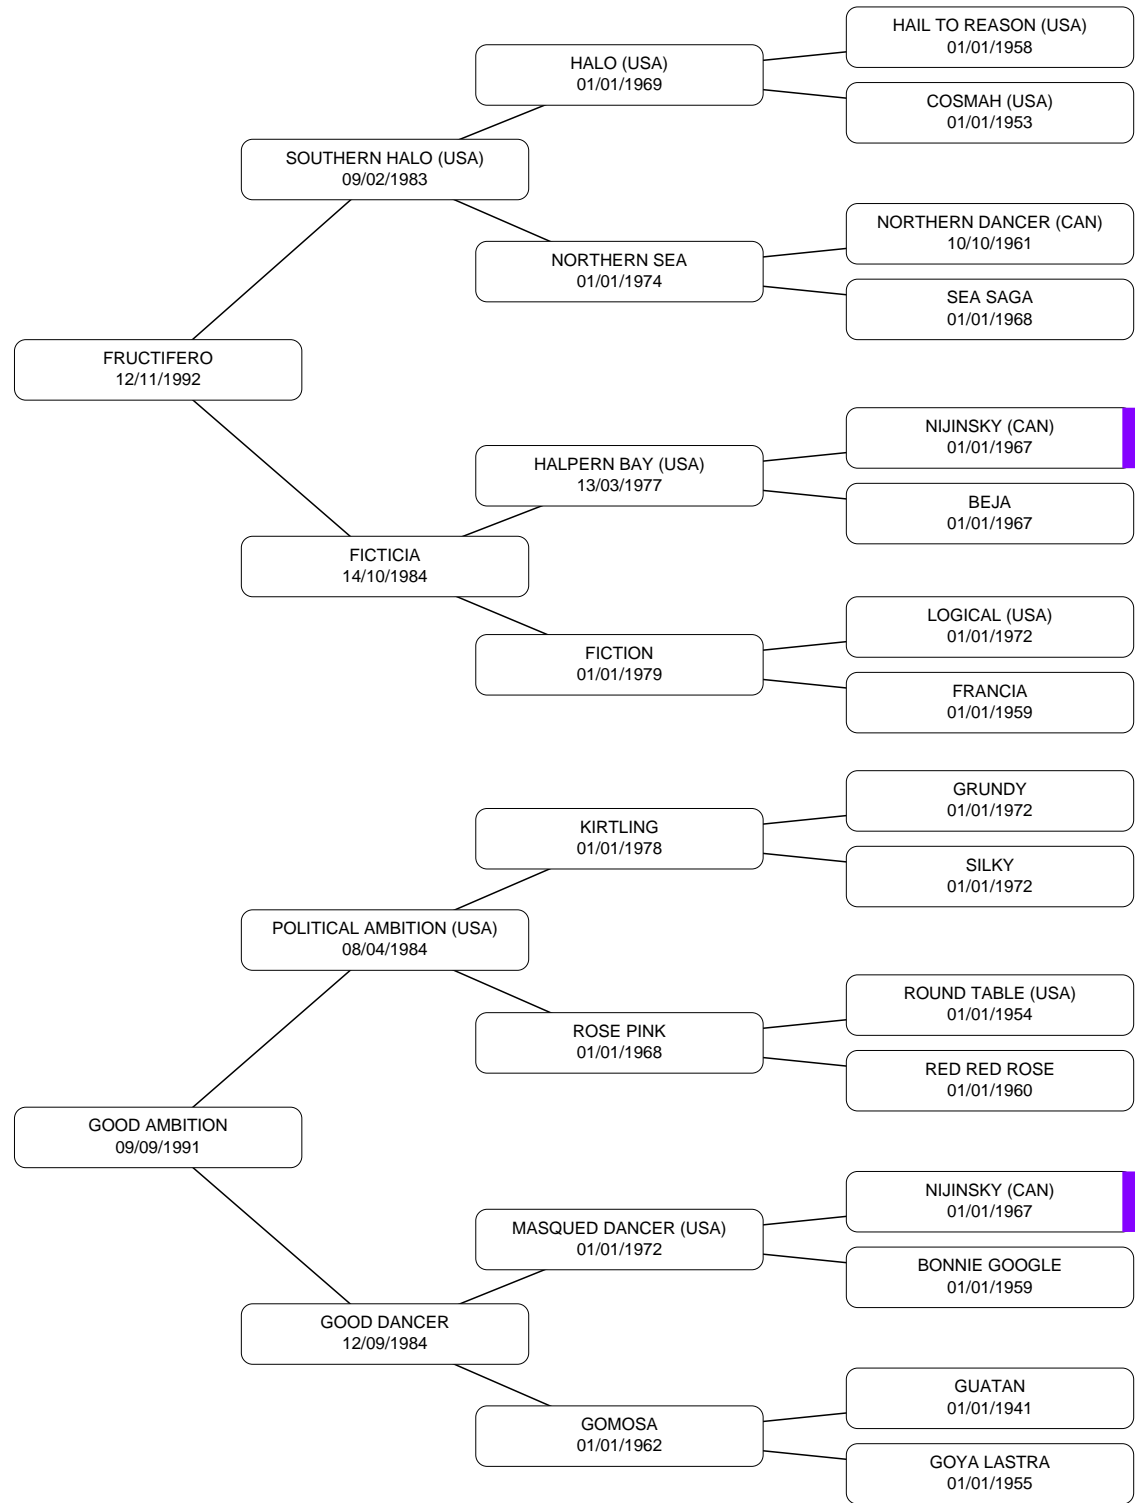 HAIL TO REASON (USA)
01/01/1958
HALO (USA)
01/01/1969
COSMAH (USA)
01/01/1953
SOUTHERN HALO (USA)
09/02/1983
NORTHERN DANCER (CAN)
10/10/1961
NORTHERN SEA
01/01/1974
SEA SAGA
01/01/1968
FRUCTIFERO
12/11/1992
NIJINSKY (CAN)
01/01/1967
HALPERN BAY (USA)
13/03/1977
BEJA
01/01/1967
FICTICIA
14/10/1984
LOGICAL (USA)
01/01/1972
FICTION
01/01/1979
FRANCIA
01/01/1959
GRUNDY
01/01/1972
KIRTLING
01/01/1978
SILKY
01/01/1972
POLITICAL AMBITION (USA)
08/04/1984
ROUND TABLE (USA)
01/01/1954
ROSE PINK
01/01/1968
RED RED ROSE
01/01/1960
GOOD AMBITION
09/09/1991
NIJINSKY (CAN)
01/01/1967
MASQUED DANCER (USA)
01/01/1972
BONNIE GOOGLE
01/01/1959
GOOD DANCER
12/09/1984
GUATAN
01/01/1941
GOMOSA
01/01/1962
GOYA LASTRA
01/01/1955